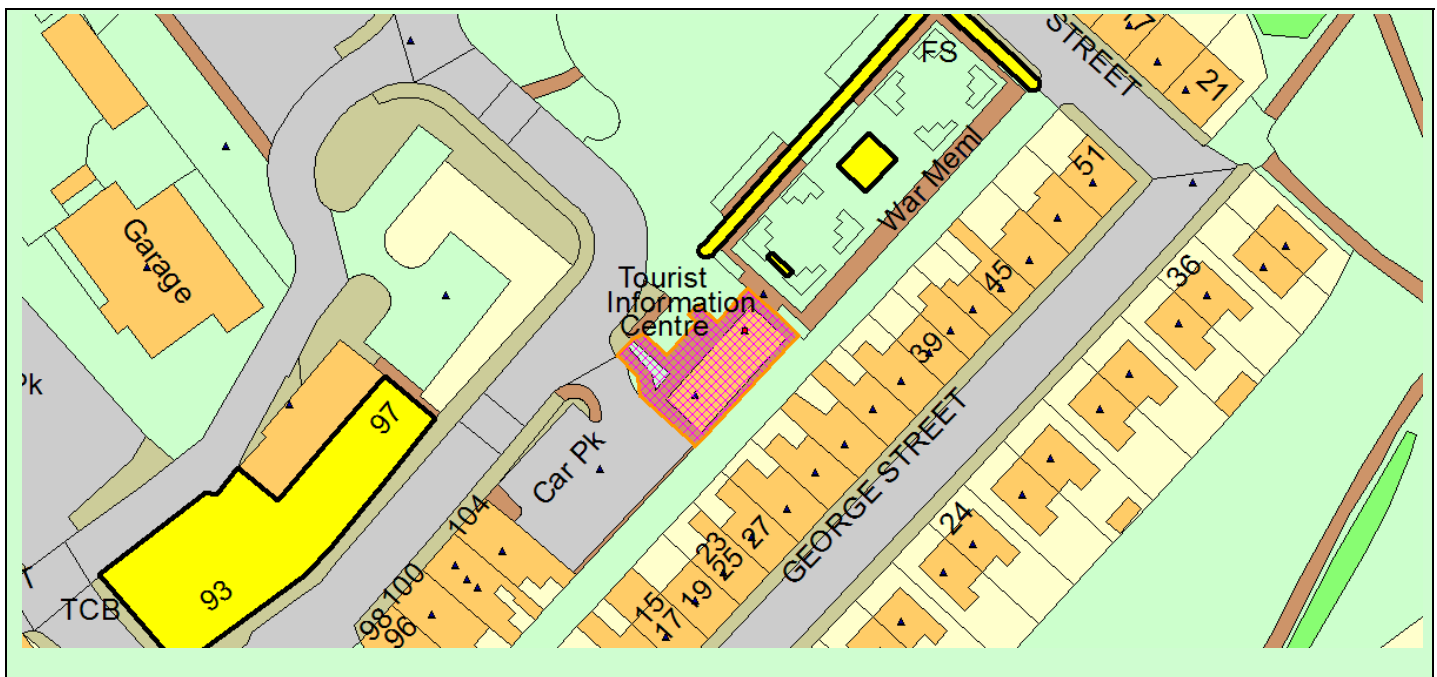 STREET
47
21
FS
War Meml
51
Garage
Tourist
Information
Centre
45
36
39
Pk
97
Car Pk
GEORGE STREET
104
24
27
23
25
100
93
TCB
98
96
15
19
17